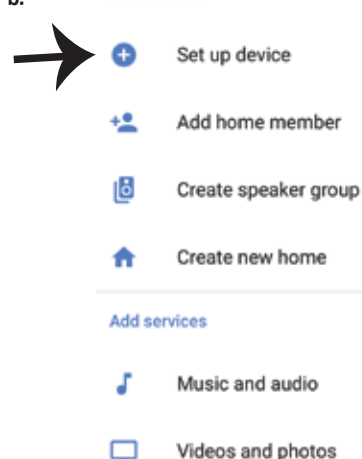 b.
Set up device
Add home member
Create speaker group
Create new home
Add services
Music and audio
Videos and photos